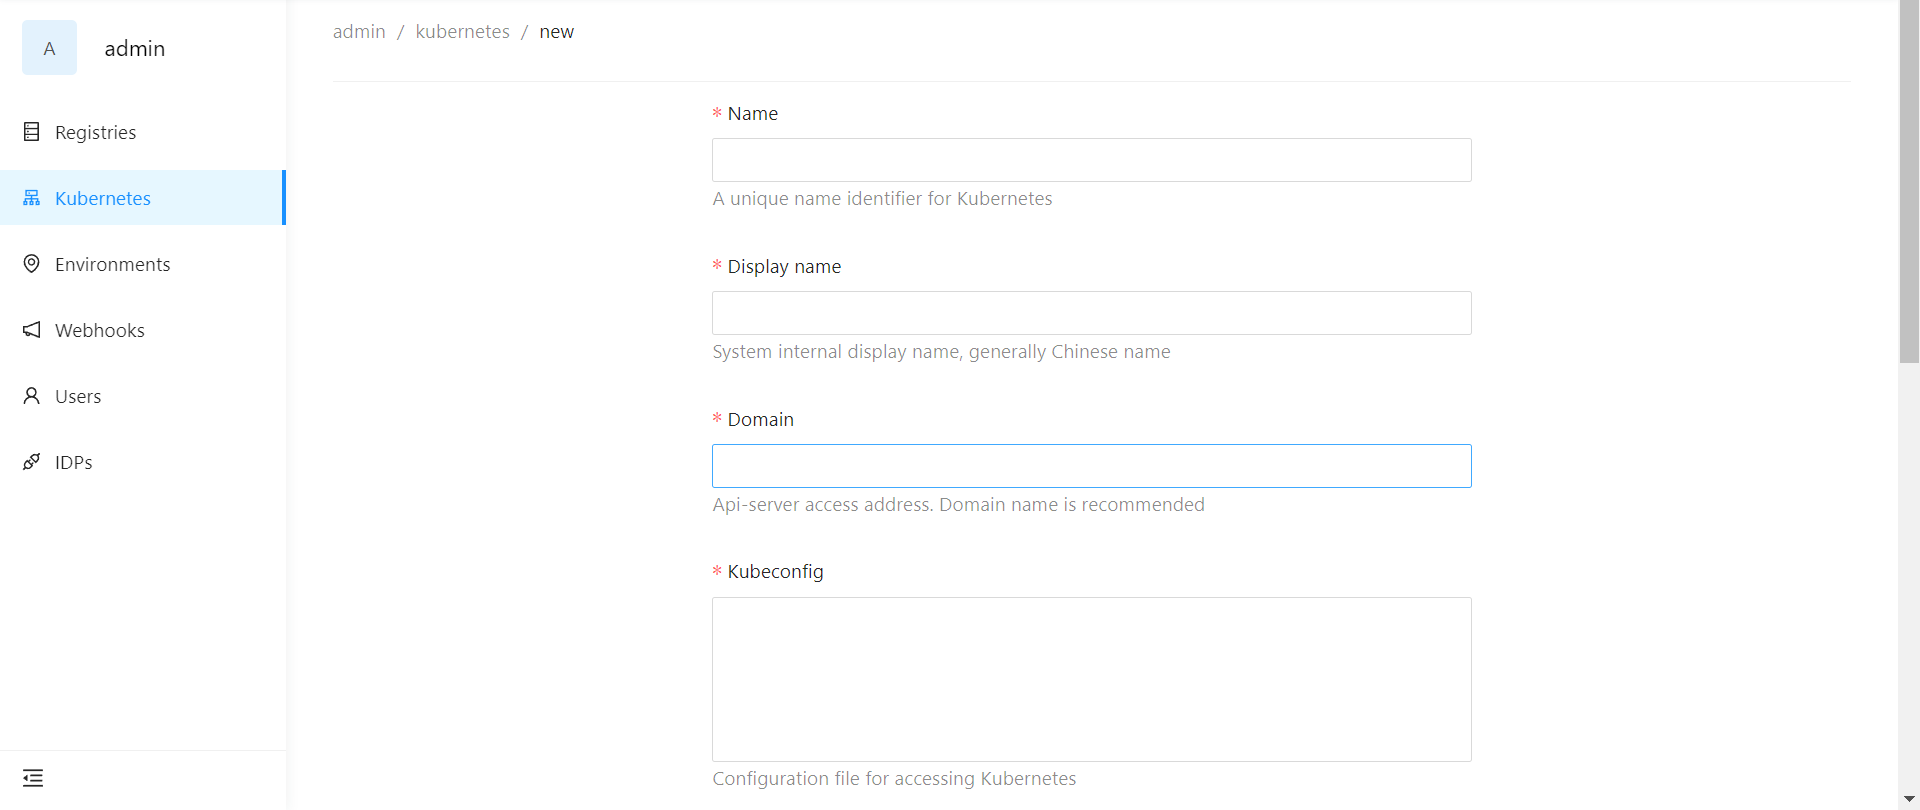 A
admin
Registries
Kubernetes
Environments
Webhooks
Users
IDPs
admin / kubernetes / new
* Name
A unique name identifier for Kubernetes
* Display name
System internal display name, generally Chinese name
* Domain
Api-server access address. Domain name is recommended
* Kubeconfig
Configuration file for accessing Kubernetes